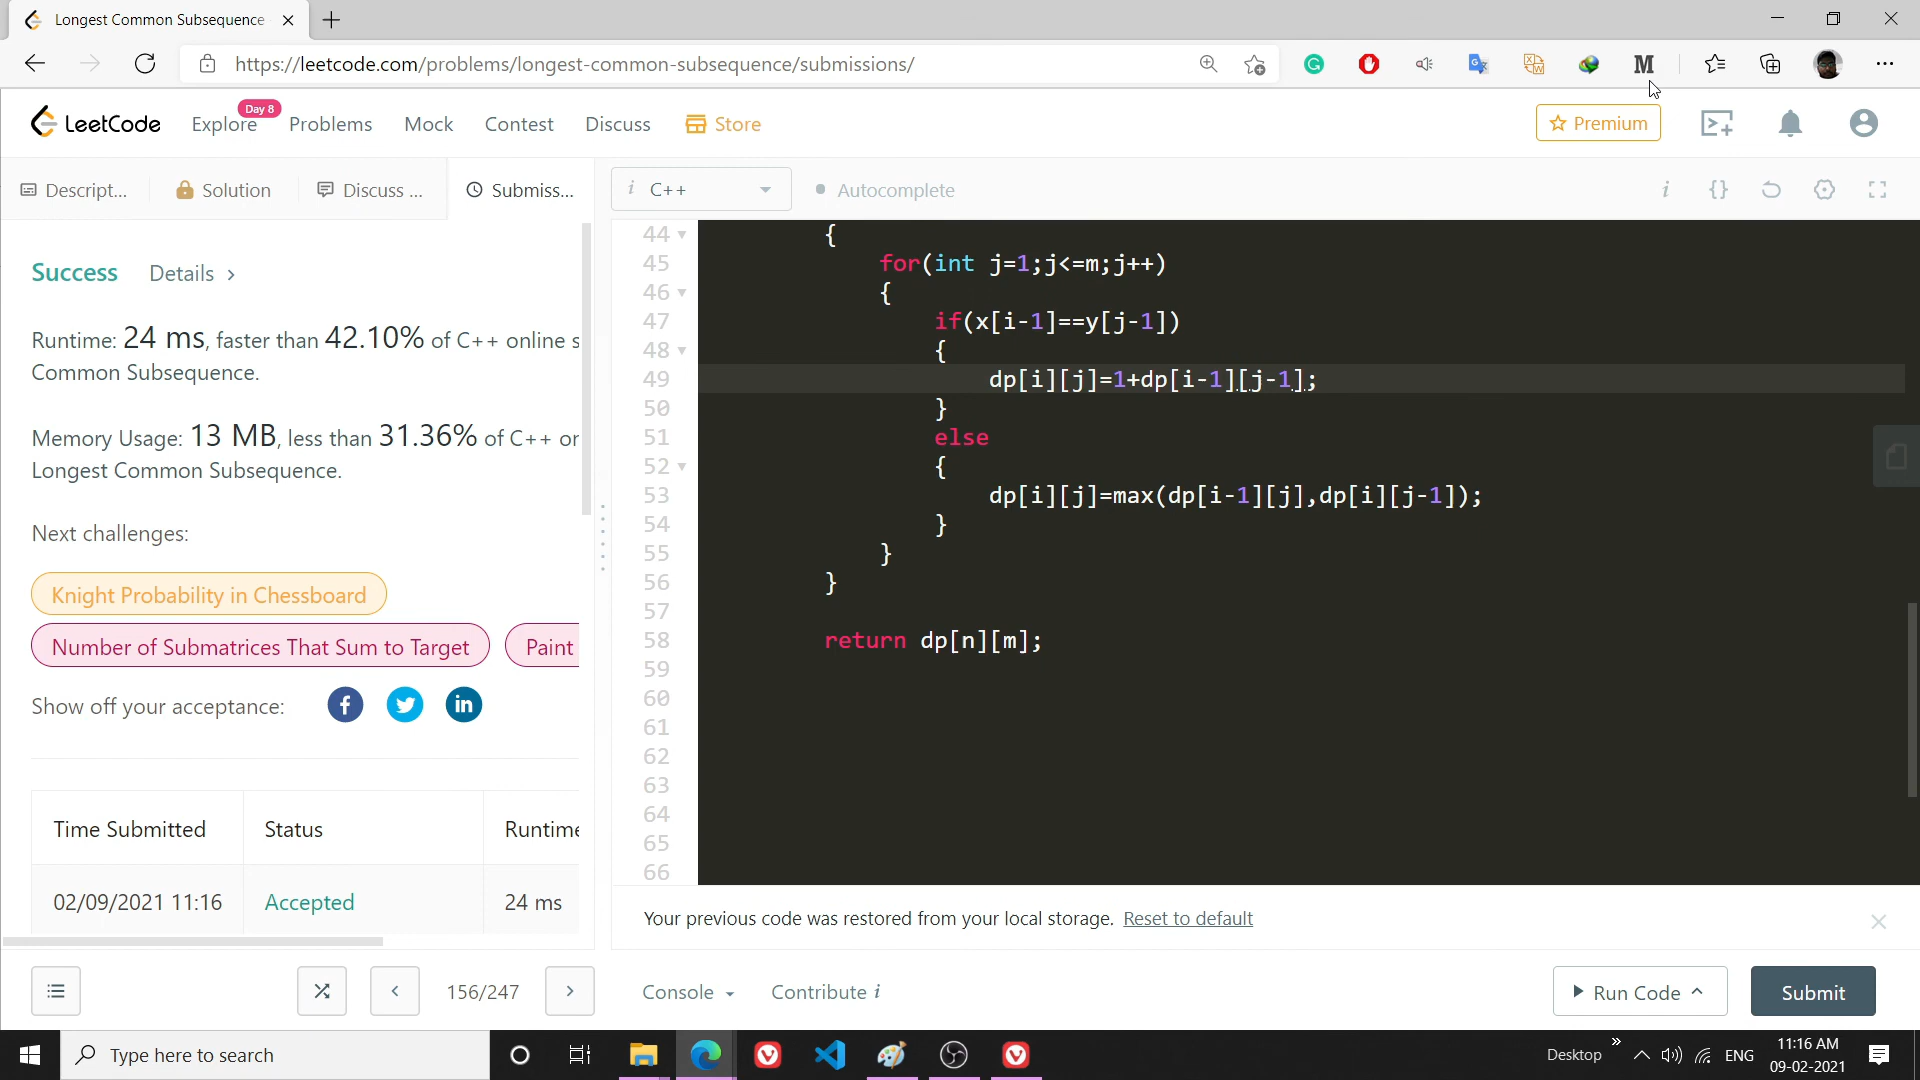 Longest Common Subsequence
https://leetcode.com/problems/longest-common-subsequence/submissions/
LeetCode
Explore
Day 8
Problems
Mock
Contest
Discuss
Store
Premium
Descript...
Solution
Discuss ...
Submiss...
i C++
Autocomplete
Success
Details
Runtime: 24 ms, faster than 42.10% of C++ online s
Common Subsequence.
Memory Usage: 13 MB, less than 31.36% of C++ or
Longest Common Subsequence.
Next challenges:
Knight Probability in Chessboard
Number of Submatrices That Sum to Target
Paint
Show off your acceptance:
Time Submitted Status Runtime
02/09/2021 11:16 Accepted 24 ms
44 {
45 for(int j=1;j<=m;j++)
46 {
47 if(x[i-1]==y[j-1])
48 {
49 dp[i][j]=1+dp[i-1][j-1];
50 }
51 else
52 {
53 dp[i][j]=max(dp[i-1][j],dp[i][j-1]);
54 }
55 }
56 }
57
58 return dp[n][m];
59
60
61
62
63
64
65
66
Your previous code was restored from your local storage. Reset to default
156/247
Console
Contribute i
Run Code
Submit
Type here to search
Desktop
ENG
11:16 AM
09-02-2021